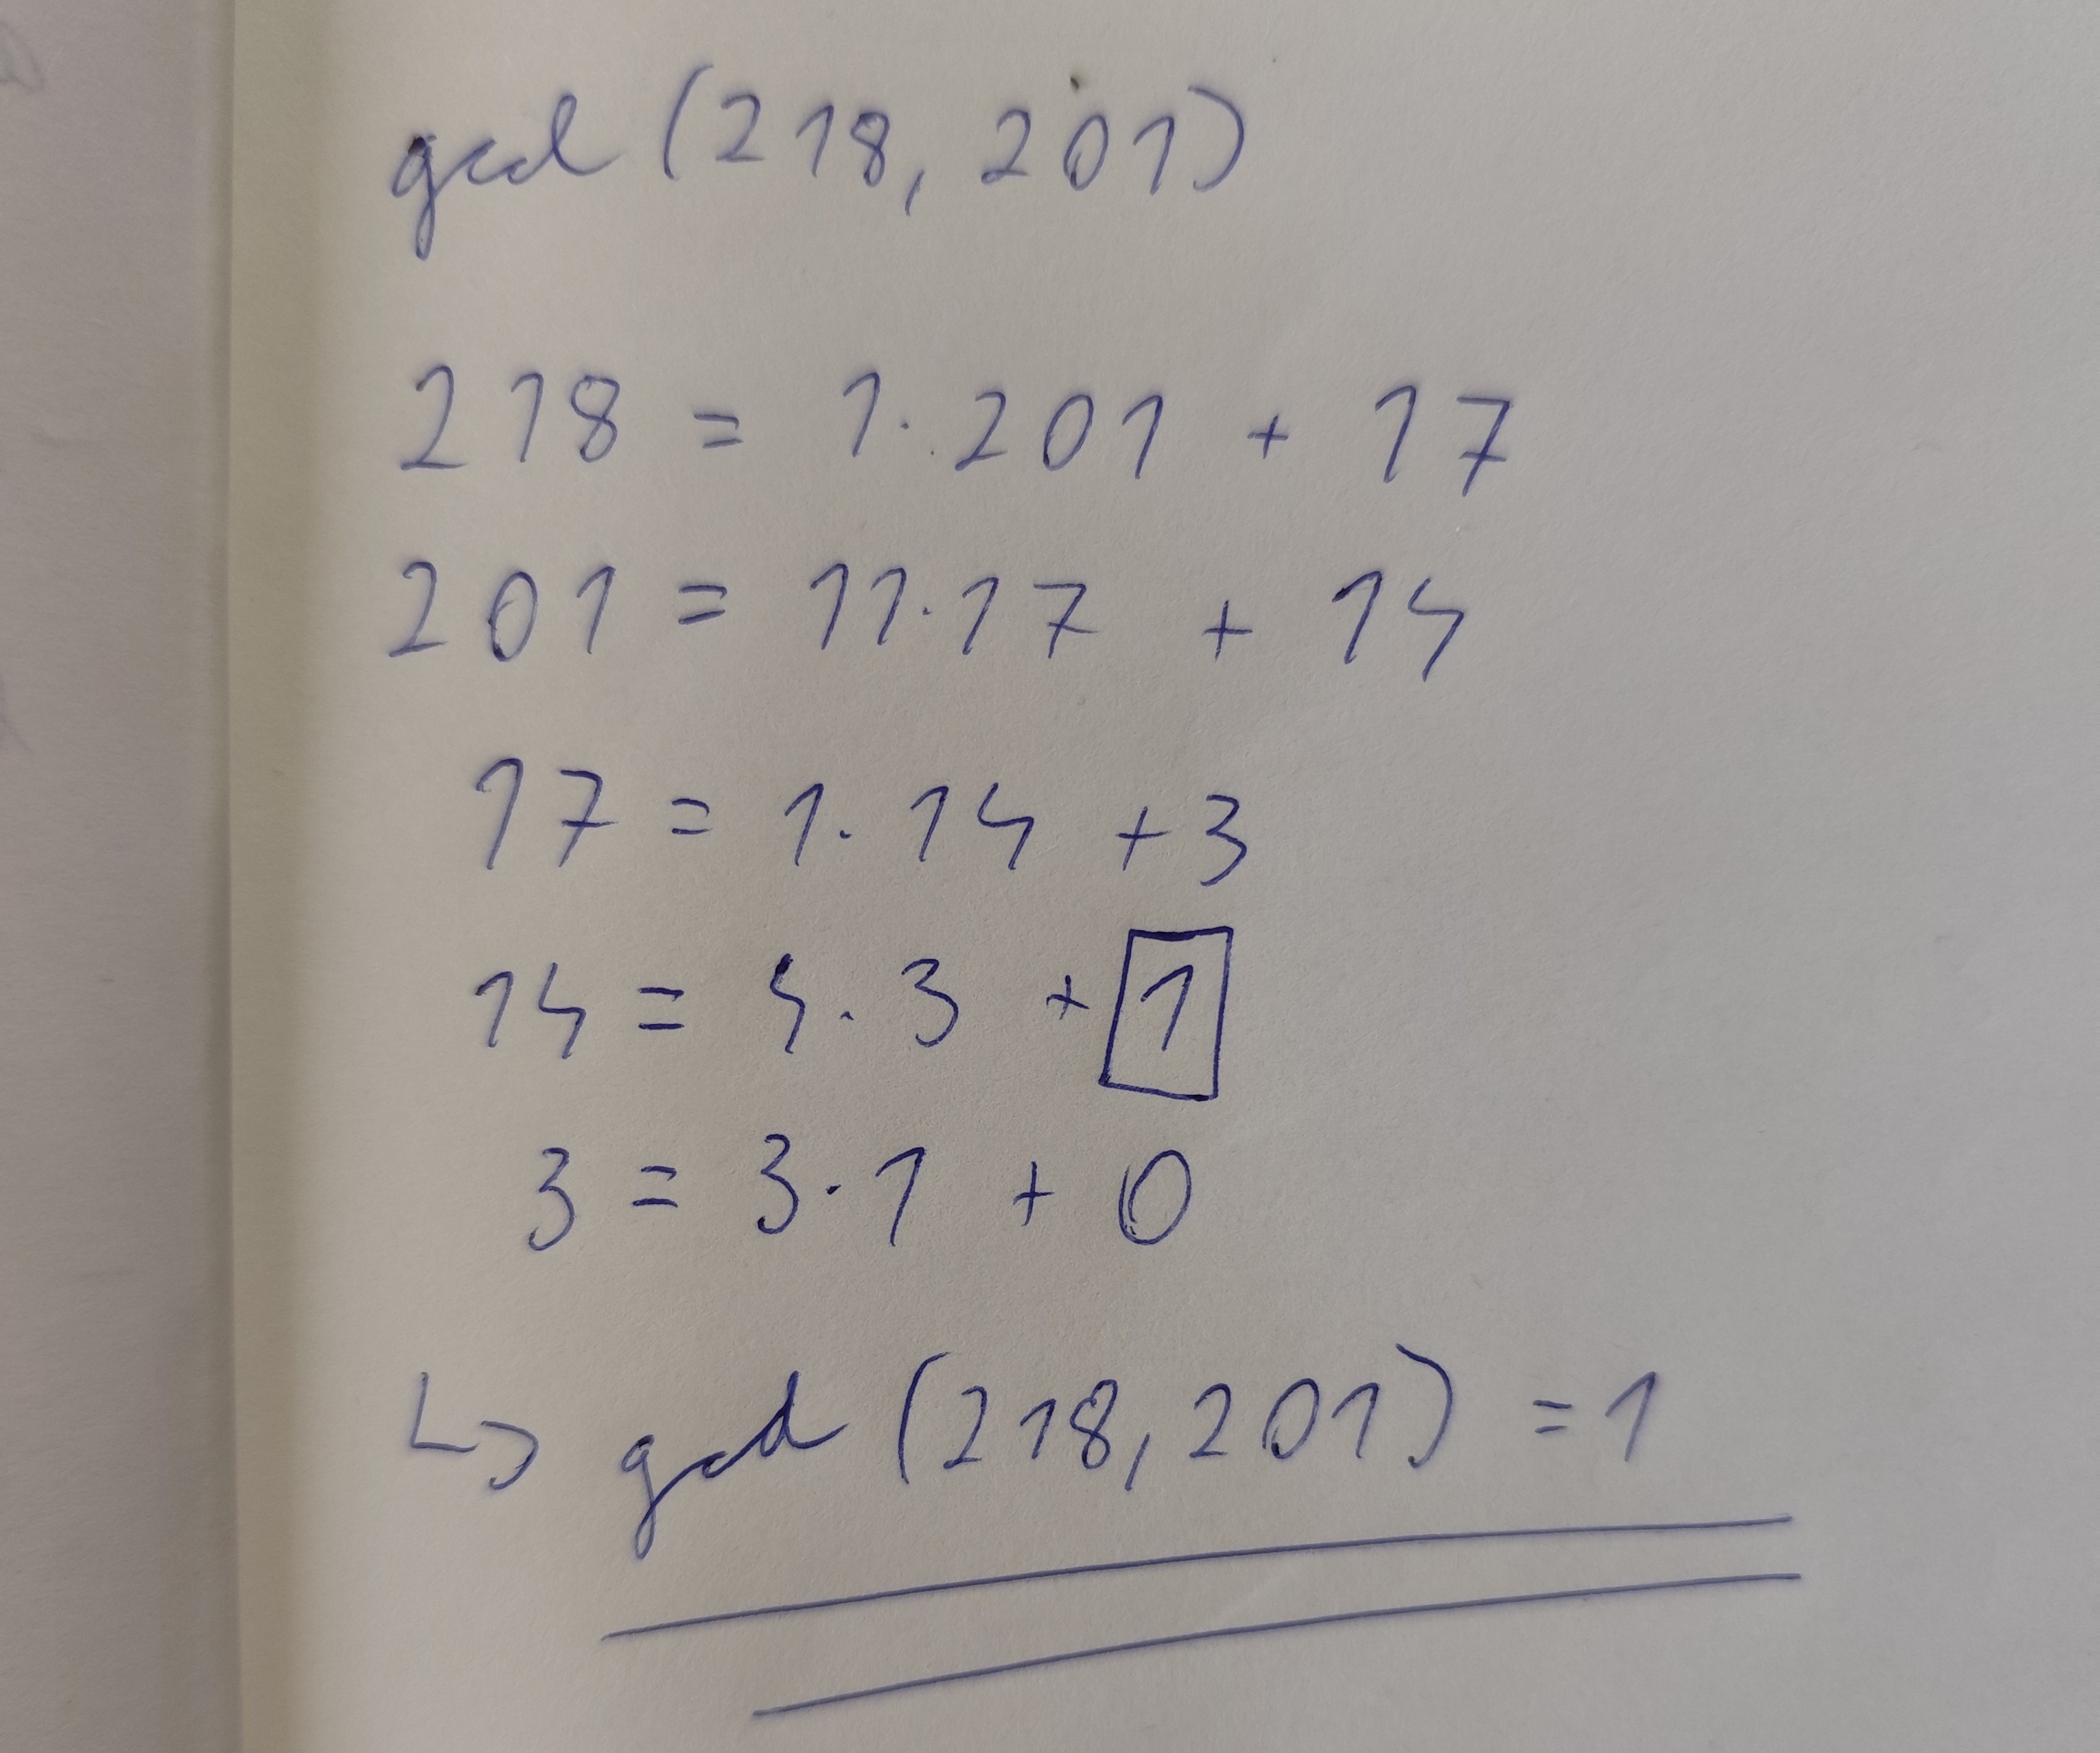 gcd (218, 201)
218 = 1·201 + 17
201 = 11·17 + 14
17 = 1·14 + 3
14 = 4·3 + 1
3 = 3·1 + 0
↳ gcd (218, 201) = 1